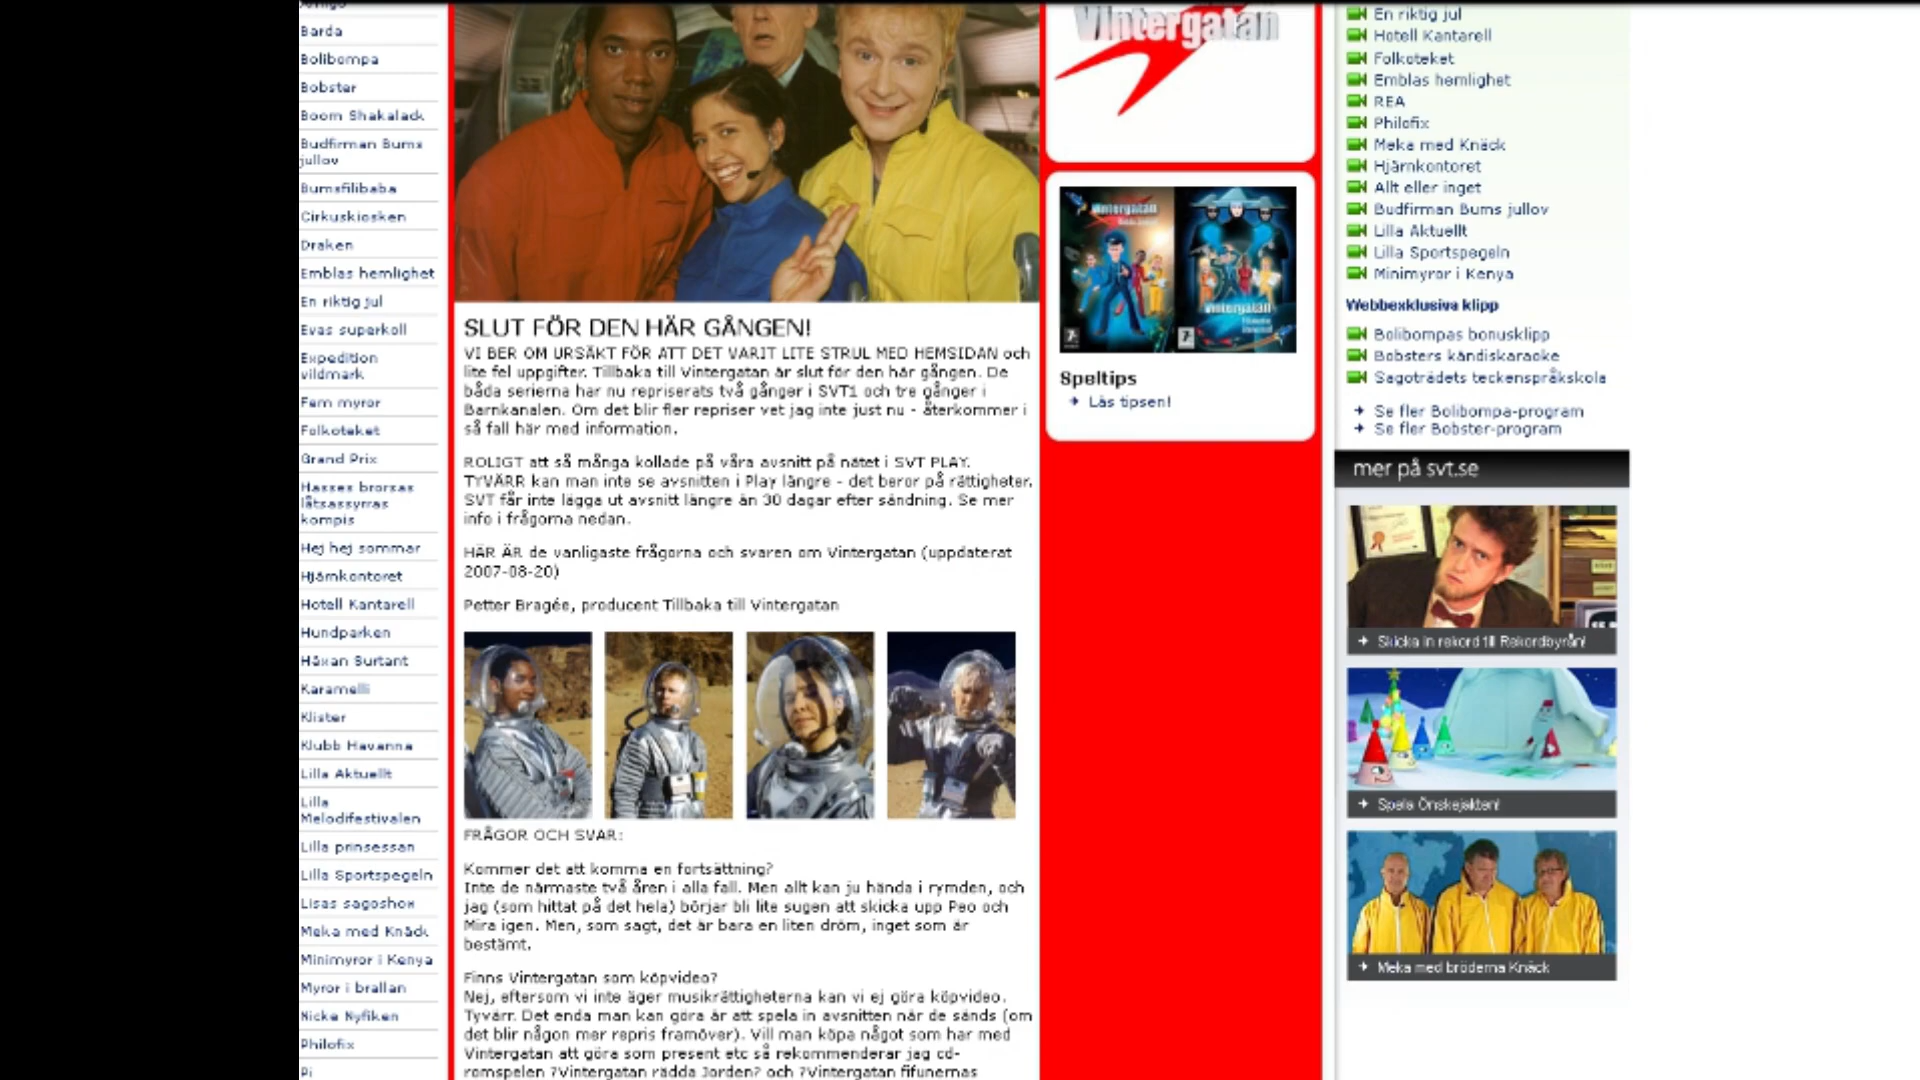 Barda
Bolibompa
Bobster
Boom Shakalack
Budfirman Bums
jullov
Bumsfilibaba
Cirkuskiosken
Draken
Emblas hemlighet
En riktig jul
Evas superkoll
Expedition
vildmark
Fem myror
Folkoteket
Grand Prix
Hasses brorsas
låtsassyrras
kompis
Hej hej sommar
Hjärnkontoret
Hotell Kantarell
Hundparken
Häxan Surtant
Karamelli
Klister
Klubb Havanna
Lilla Aktuellt
Lilla
Melodifestivalen
Lilla prinsessan
Lilla Sportspegeln
Lisas sagoshow
Meka med Knäck
Minimyror i Kenya
Myror i brallan
Nicke Nyfiken
Philofix
Pi
SLUT FÖR DEN HÄR GÅNGEN!
VI BER OM URSÄKT FÖR ATT DET VARIT LITE STRUL MED HEMSIDAN och
lite fel uppgifter. Tillbaka till Vintergatan är slut för den här gången. De
båda serierna har nu repriserats två gånger i SVT1 och tre gånger i
Barnkanalen. Om det blir fler repriser vet jag inte just nu - återkommer i
så fall här med information.
ROLIGT att så många kollade på våra avsnitt på nätet i SVT PLAY.
TYVÄRR kan man inte se avsnitten i Play längre - det beror på rättigheter.
SVT får inte lägga ut avsnitt längre än 30 dagar efter sändning. Se mer
info i frågorna nedan.
HÄR ÄR de vanligaste frågorna och svaren om Vintergatan (uppdaterat
2007-08-20)
Petter Bragée, producent Tillbaka till Vintergatan
FRÅGOR OCH SVAR:
Kommer det att komma en fortsättning?
Inte de närmaste två åren i alla fall. Men allt kan ju hända i rymden, och
jag (som hittat på det hela) börjar bli lite sugen att skicka upp Peo och
Mira igen. Men, som sagt, det är bara en liten dröm, inget som är
bestämt.
Finns Vintergatan som köpvideo?
Nej, eftersom vi inte äger musikrättigheterna kan vi ej göra köpvideo.
Tyvärr. Det enda man kan göra är att spela in avsnitten när de sänds (om
det blir någon mer repris framöver). Vill man köpa något som har med
Vintergatan att göra som present etc så rekommenderar jag cd-
romspelen ?Vintergatan rädda Jorden? och ?Vintergatan fifunernas
Vintergatan
Vintergatan
Vintergatan
Speltips
Läs tipsen!
En riktig jul
Hotell Kantarell
Folkoteket
Emblas hemlighet
REA
Philofix
Meka med Knäck
Hjärnkontoret
Allt eller inget
Budfirman Bums jullov
Lilla Aktuellt
Lilla Sportspegeln
Minimyror i Kenya
Webbexklusiva klipp
Bolibompas bonusklipp
Bobsters kändiskaraoke
Sagoträdets teckenspråkskola
Se fler Bolibompa-program
Se fler Bobster-program
mer på svt.se
Skicka in rekord till Rekordbyrån!
Spela Önskejakten!
Meka med bröderna Knäck